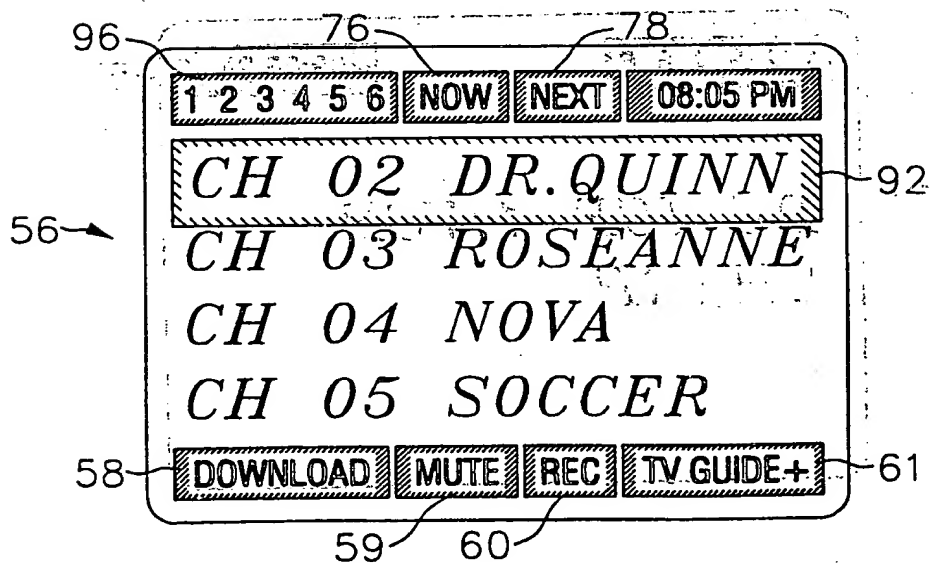 96 76 78
1 2 3 4 5 6 NOW NEXT 08:05 PM
CH 02 DR.QUINN 92
56
CH 03 ROSEANNE
CH 04 NOVA
CH 05 SOCCER
58 DOWNLOAD MUTE REC TV GUIDE+ 61
59 60